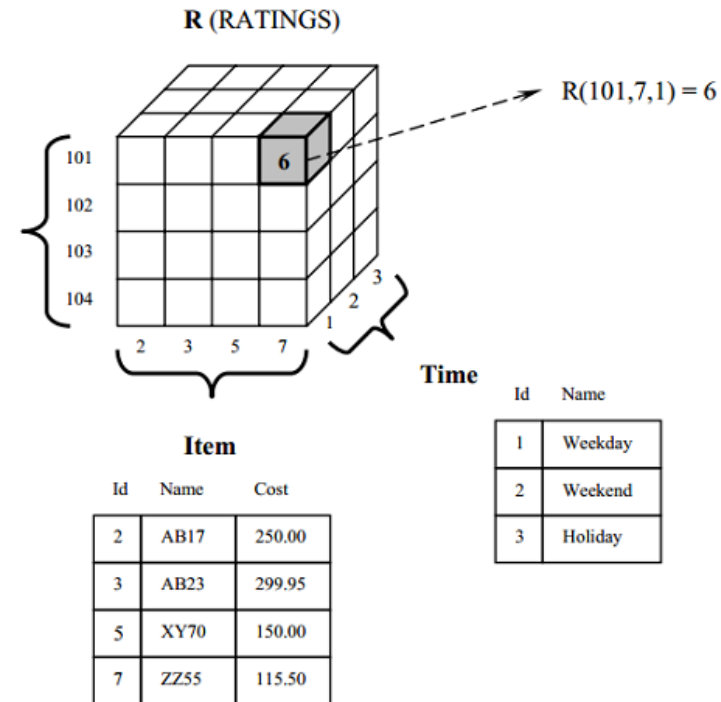 R (RATINGS)
R(101,7,1) = 6
101
6
102
103
104
3
2
1
2 3 5 7
Time
Id Name
1 Weekday
2 Weekend
3 Holiday
Item
Id Name Cost
2 AB17 250.00
3 AB23 299.95
5 XY70 150.00
7 ZZ55 115.50